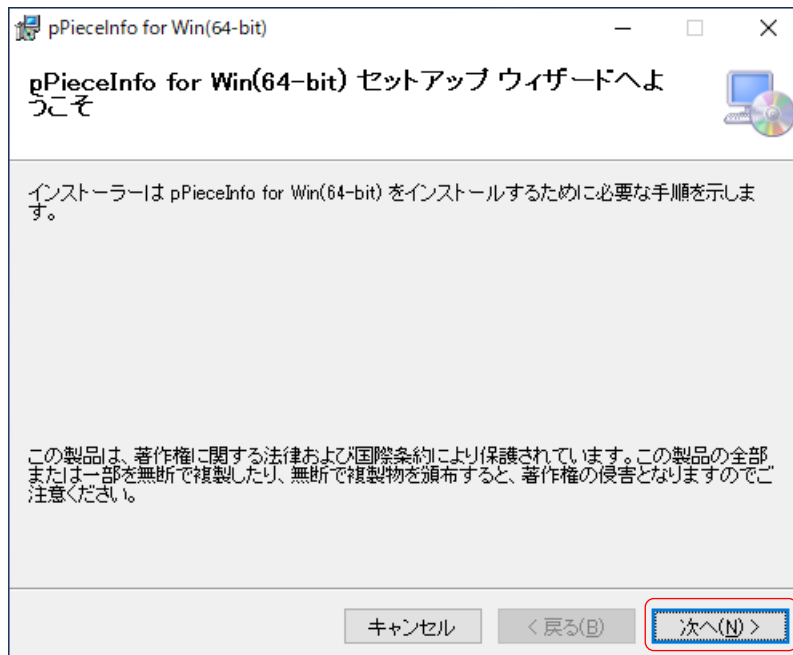 pPieceInfo for Win(64-bit)
pPieceInfo for Win(64-bit) セットアップ ウィザードへよ
うこそ
インストーラーは pPieceInfo for Win(64-bit) をインストールするために必要な手順を示しま
す。
この製品は、著作権に関する法律および国際条約により保護されています。この製品の全部
または一部を無断で複製したり、無断で複製物を頒布すると、著作権の侵害となりますのでご
注意ください。
キャンセル
< 戻る(B)
次へ(N) >